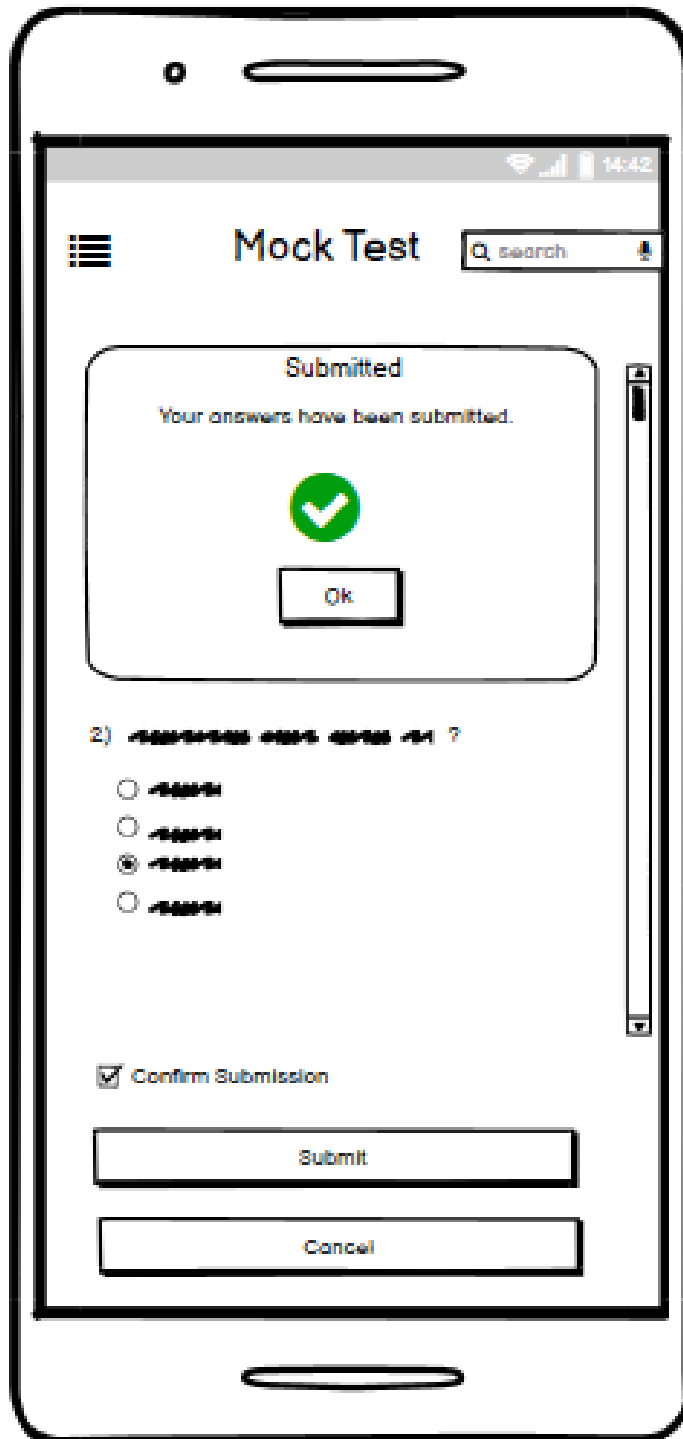 14:42
Mock Test
search
Submitted
Your answers have been submitted.
Ok
2) ?
Confirm Submission
Submit
Cancel